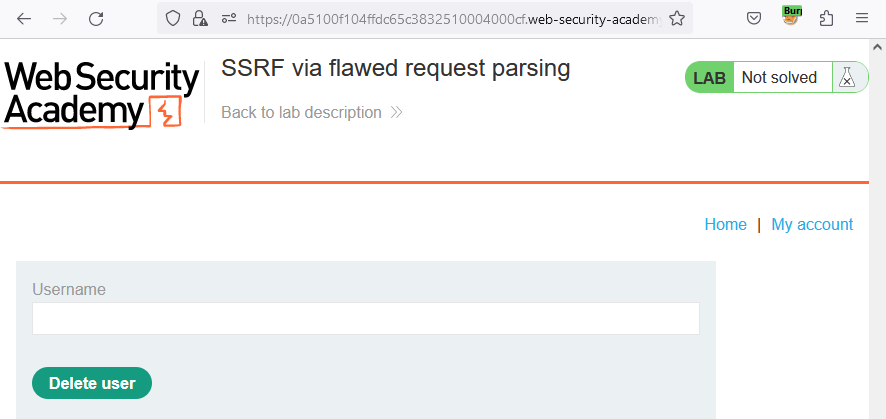 https://0a5100f104ffdc65c3832510004000cf.web-security-academy
Burp
Web Security
Academy
SSRF via flawed request parsing
Back to lab description
LAB Not solved
Home | My account
Username
Delete user